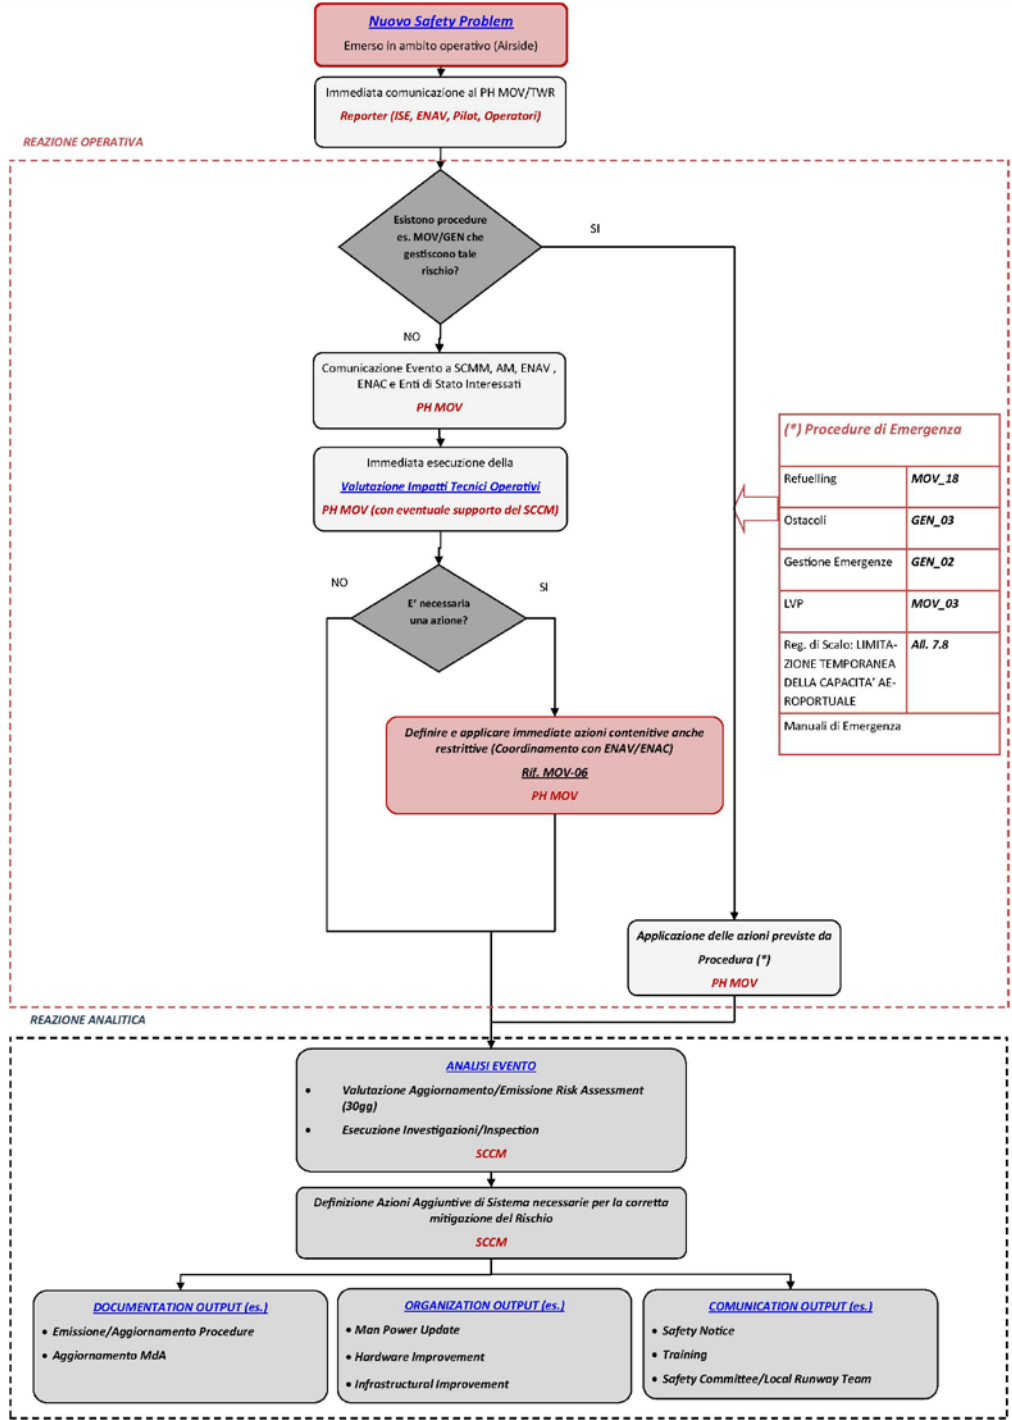 Nuovo Safety Problem
Emerso in ambito operativo (Airside)
Immediata comunicazione al PH MOV/TWR
Reporter (ISE, ENAV, Pilot, Operatori)
REAZIONE OPERATIVA
Esistono procedure
es. MOV/GEN che
gestiscono tale
rischio?
SI
NO
Comunicazione Evento a SCMM, AM, ENAV ,
ENAC e Enti di Stato Interessati
PH MOV
Immediata esecuzione della
Valutazione Impatti Tecnici Operativi
PH MOV (con eventuale supporto del SCCM)
(*) Procedure di Emergenza
Refuelling MOV_18
Ostacoli GEN_03
Gestione Emergenze GEN_02
LVP MOV_03
Reg. di Scalo: LIMITA- All. 7.8
ZIONE TEMPORANEA
DELLA CAPACITA' AE-
ROPORTUALE
Manuali di Emergenza
NO
SI
E' necessaria
una azione?
Definire e applicare immediate azioni contenitive anche
restrittive (Coordinamento con ENAV/ENAC)
Rif. MOV-06
PH MOV
Applicazione delle azioni previste da
Procedura (*)
PH MOV
REAZIONE ANALITICA
ANALISI EVENTO
• Valutazione Aggiornamento/Emissione Risk Assessment
(30gg)
• Esecuzione Investigazioni/Inspection
SCCM
Definizione Azioni Aggiuntive di Sistema necessarie per la corretta
mitigazione del Rischio
SCCM
DOCUMENTATION OUTPUT (es.)
• Emissione/Aggiornamento Procedure
• Aggiornamento MdA
ORGANIZATION OUTPUT (es.)
• Man Power Update
• Hardware Improvement
• Infrastructural Improvement
COMUNICATION OUTPUT (es.)
• Safety Notice
• Training
• Safety Committee/Local Runway Team